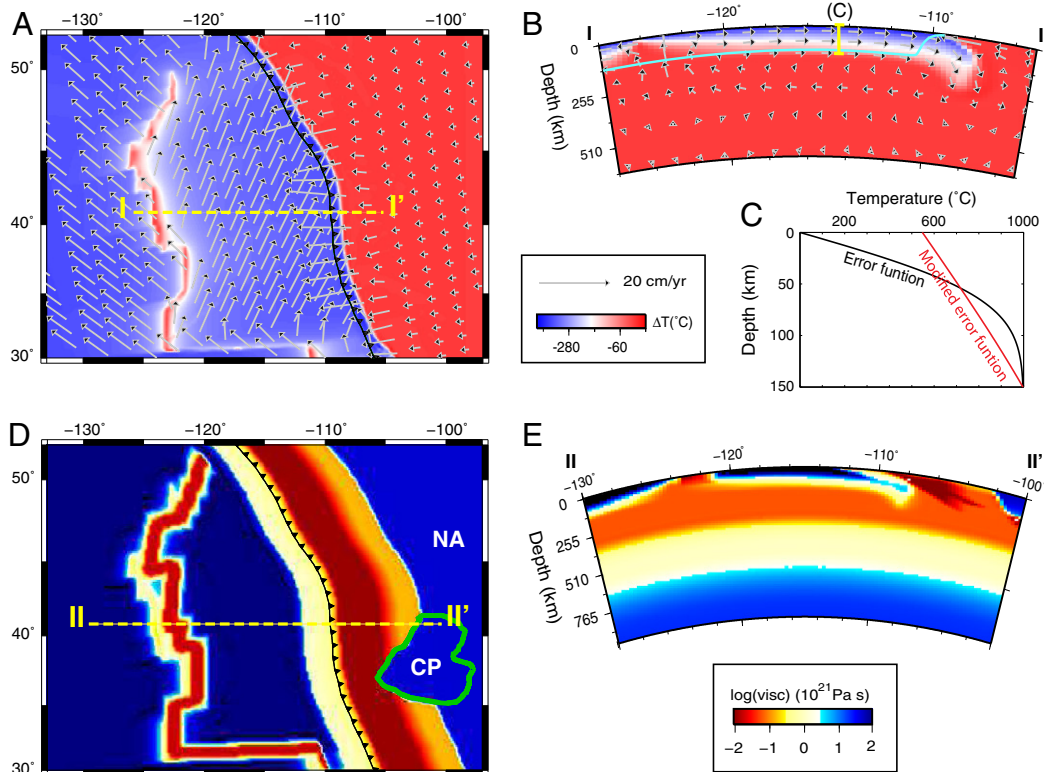 A
−130˚ −120˚ −110˚ −100˚
50˚
40˚
30˚
I I'
B
−120˚ (C) −110˚
I I
0
255
510
Depth (km)
20 cm/yr
ΔT(˚C)
-280 -60
C
Temperature (˚C)
200 600 1000
0
50
100
150
Depth (km)
Error funtion
Modified error funtion
D
−130˚ −120˚ −110˚ −100˚
50˚
40˚
30˚
NA
II II'
CP
E
II II'
−130˚ −120˚ −110˚ −100
0
255
510
765
Depth (km)
log(visc) (10²¹Pa s)
−2 −1 0 1 2